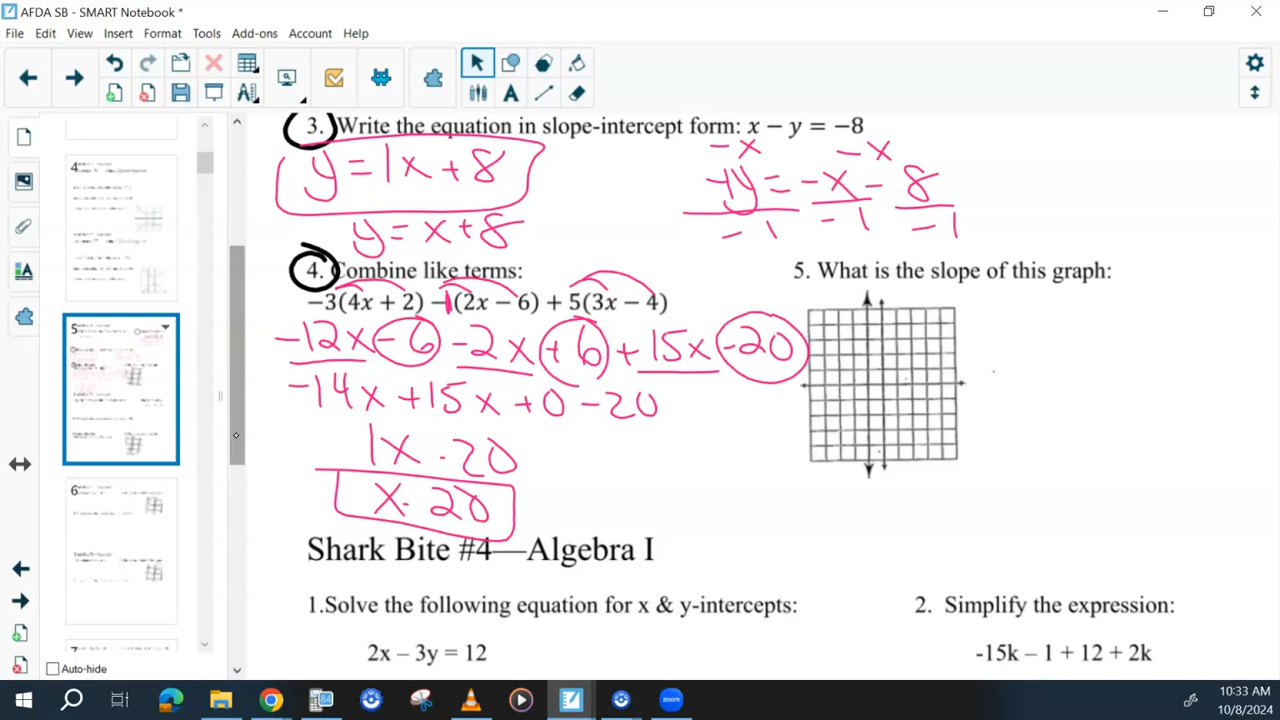 AFDA SB - SMART Notebook *
File Edit View Insert Format Tools Add-ons Account Help
3. Write the equation in slope-intercept form: x − y = −8
−x −x
y = 1x + 8
−1y = −x − 8
−1 −1 −1
y = x + 8
4. Combine like terms:
5. What is the slope of this graph:
−3(4x + 2) −1(2x − 6) + 5(3x − 4)
−12x − 6 − 2x + 6 + 15x − 20
−14x + 15x + 0 − 20
1x - 20
x - 20
Shark Bite #4—Algebra I
1.Solve the following equation for x & y-intercepts:
2. Simplify the expression:
2x – 3y = 12
-15k – 1 + 12 + 2k
4
5
6
7
Auto-hide
zoom
10:33 AM
10/8/2024